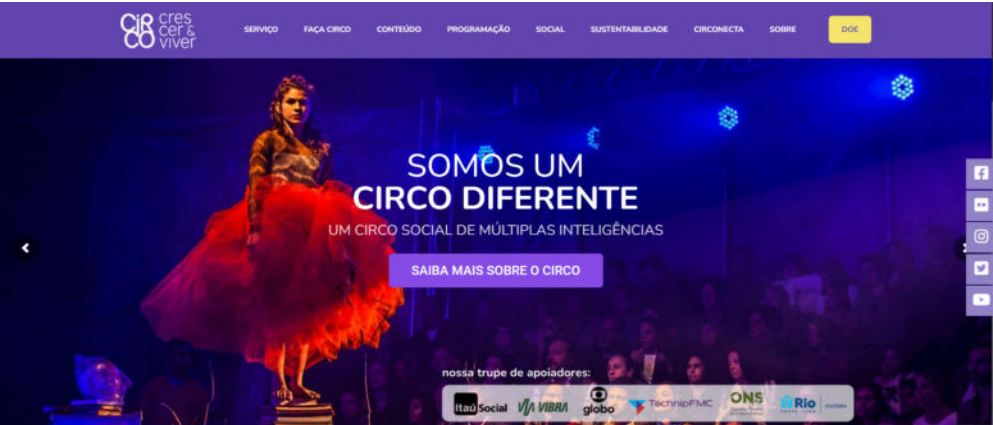 CiRCO cres
cer &
viver
SERVIÇO FAÇA CIRCO CONTEÚDO PROGRAMAÇÃO SOCIAL SUSTENTABILIDADE CIRCONECTA SOBRE DOE
SOMOS UM
CIRCO DIFERENTE
UM CIRCO SOCIAL DE MÚLTIPLAS INTELIGÊNCIAS
SAIBA MAIS SOBRE O CIRCO
nossa trupe de apoiadores:
Itaú Social VIA VIBRA globo TechnipFMC ONS Rio